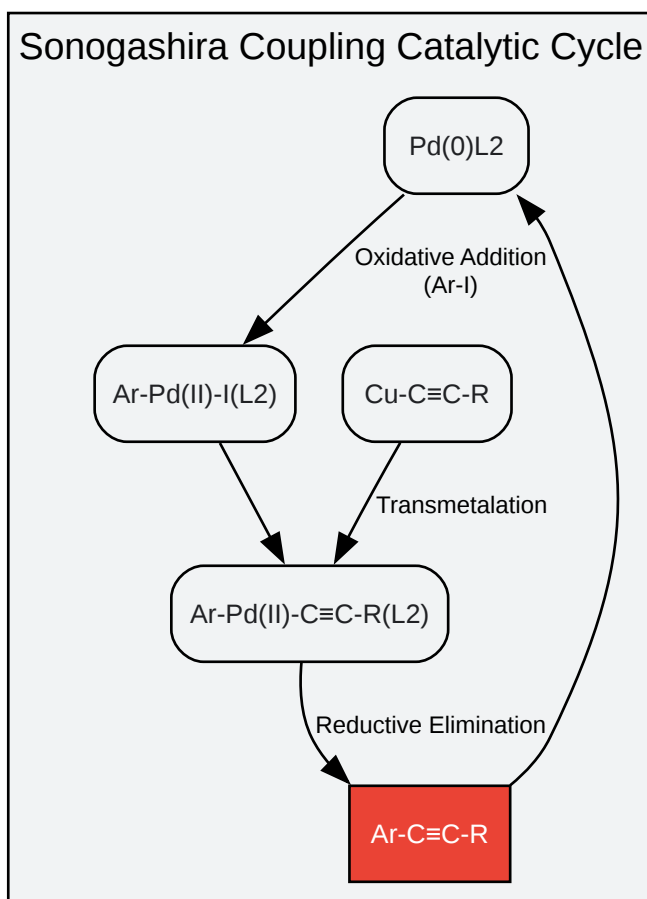 Sonogashira Coupling Catalytic Cycle
Pd(0)L2
Oxidative Addition
(Ar-I)
Ar-Pd(II)-I(L2)
Cu-C≡C-R
Transmetalation
Ar-Pd(II)-C≡C-R(L2)
Reductive Elimination
Ar-C≡C-R